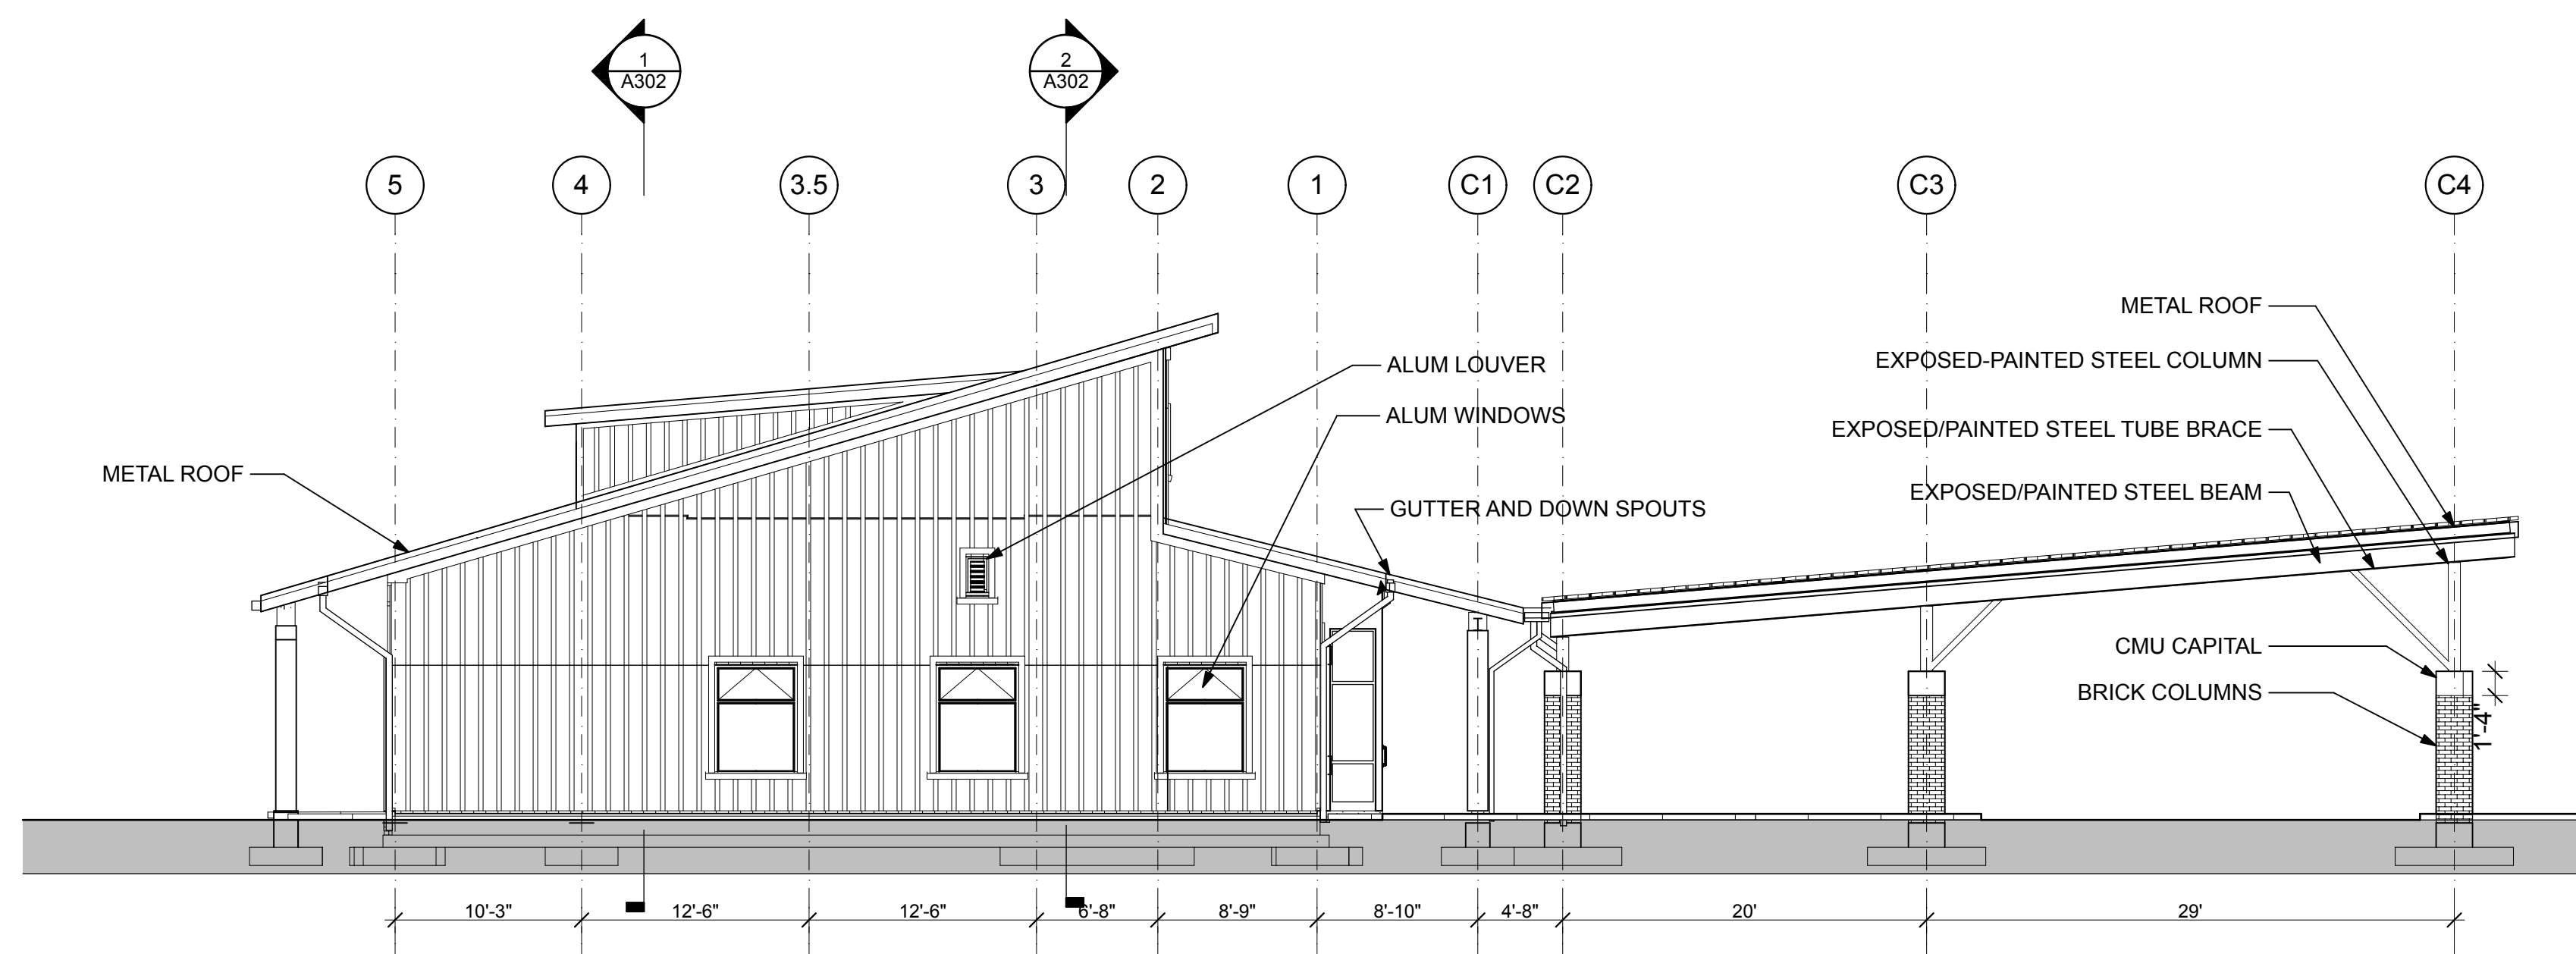 1
A302
2
A302
5
4
3.5
3
2
1
C1
C2
C3
C4
METAL ROOF
EXPOSED-PAINTED STEEL COLUMN
ALUM LOUVER
ALUM WINDOWS
EXPOSED/PAINTED STEEL TUBE BRACE
METAL ROOF
EXPOSED/PAINTED STEEL BEAM
GUTTER AND DOWN SPOUTS
CMU CAPITAL
BRICK COLUMNS
1'-4"
10'-3"
12'-6"
12'-6"
6'-8"
8'-9"
8'-10"
4'-8"
20'
29'